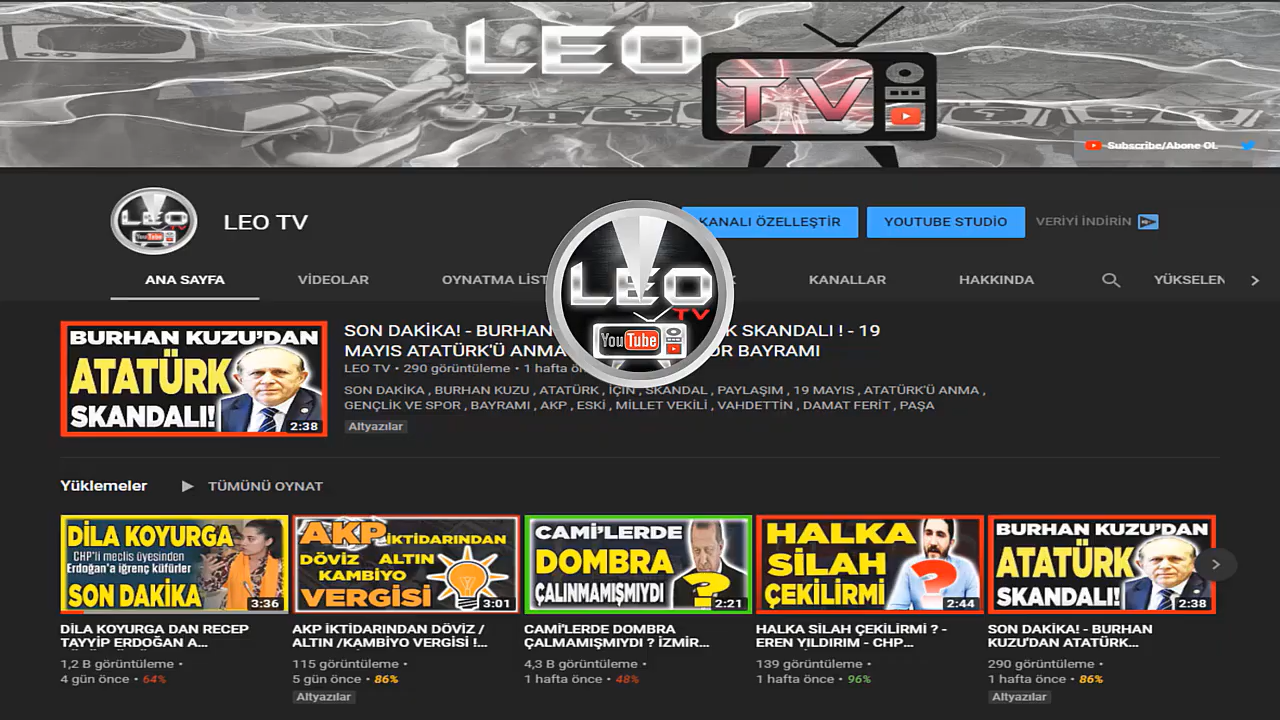 LEO
TV
Subscribe/Abone OL
LEO TV YouTube
LEO TV
KANALI ÖZELLEŞTİR
YOUTUBE STUDİO
VERİYİ İNDİRİN
ANA SAYFA
VİDEOLAR
OYNATMA LİST
KANALLAR
HAKKINDA
YÜKSELEN
LEO TV
YouTube
BURHAN KUZU'DAN
ATATÜRK
SKANDALI!
2:38
SON DAKİKA! - BURHAN K SKANDALI ! - 19
MAYIS ATATÜRK'Ü ANMA OR BAYRAMI
LEO TV • 290 görüntüleme • 1 hafta ön
SON DAKİKA , BURHAN KUZU , ATATÜRK , İÇİN , SKANDAL , PAYLAŞIM , 19 MAYIS , ATATÜRK'Ü ANMA ,
GENÇLİK VE SPOR , BAYRAMI , AKP , ESKİ , MİLLET VEKİLİ , VAHDETTİN , DAMAT FERİT , PAŞA
Altyazılar
Yüklemeler
TÜMÜNÜ OYNAT
DİLA KOYURGA
CHP'li meclis üyesinden
Erdoğan'a iğrenç küfürler
SON DAKİKA
3:36
AKP İKTİDARINDAN
DÖVİZ ALTIN
KAMBİYO
VERGİSİ
3:01
CAMİ'LERDE
DOMBRA
ÇALINMAMIŞMIYDI
?
2:21
HALKA
SİLAH
ÇEKİLİRMİ
?
2:44
BURHAN KUZU'DAN
ATATÜRK
SKANDALI!
2:38
DİLA KOYURGA DAN RECEP
TAYYİP ERDOĞAN A...
1,2 B görüntüleme •
4 gün önce • 64%
AKP İKTİDARINDAN DÖVİZ /
ALTIN /KAMBİYO VERGİSİ !...
115 görüntüleme •
5 gün önce • 86%
Altyazılar
CAMİ'LERDE DOMBRA
ÇALMAMIŞMIYDI ? İZMİR...
4,3 B görüntüleme •
1 hafta önce • 48%
HALKA SİLAH ÇEKİLİRMİ ? -
EREN YILDIRIM - CHP...
139 görüntüleme •
1 hafta önce • 96%
SON DAKİKA! - BURHAN
KUZU'DAN ATATÜRK...
290 görüntüleme •
1 hafta önce • 86%
Altyazılar